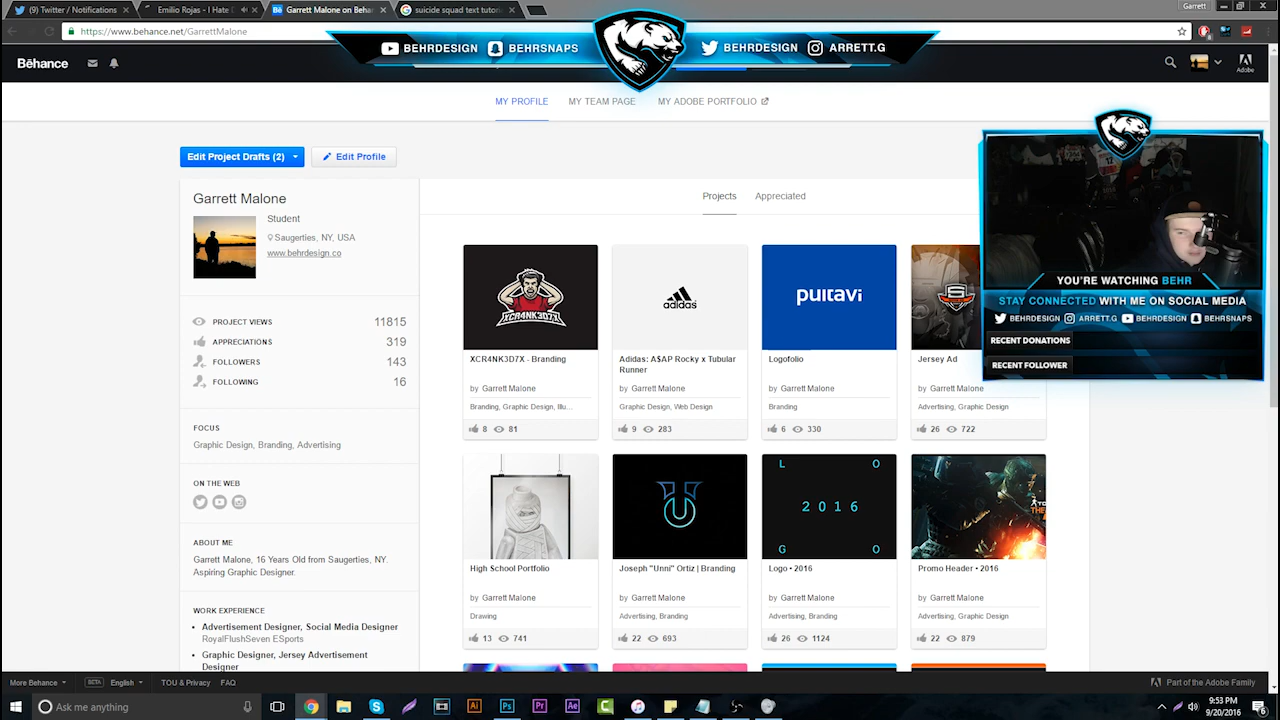 (9) Twitter / Notifications
Emilio Rojas - I Hate D
Garrett Malone on Behan
suicide squad text tutori
Garrett
https://www.behance.net/GarrettMalone
BEHRDESIGN BEHRSNAPS
BEHRDESIGN ARRETT.G
Bēhance
Adobe
MY PROFILE MY TEAM PAGE MY ADOBE PORTFOLIO
Edit Project Drafts (2) Edit Profile
Garrett Malone
Student
Saugerties, NY, USA
www.behrdesign.co
PROJECT VIEWS 11815
APPRECIATIONS 319
FOLLOWERS 143
FOLLOWING 16
FOCUS
Graphic Design, Branding, Advertising
ON THE WEB
ABOUT ME
Garrett Malone, 16 Years Old from Saugerties, NY.
Aspiring Graphic Designer.
WORK EXPERIENCE
Advertisement Designer, Social Media Designer
RoyalFlushSeven ESports
Graphic Designer, Jersey Advertisement
Designer
Projects Appreciated
XCR4NK3D7X
XCR4NK3D7X - Branding
by Garrett Malone
Branding, Graphic Design, Illu...
8 81
adidas
Adidas: A$AP Rocky x Tubular
Runner
by Garrett Malone
Graphic Design, Web Design
9 283
puitavi
Logofolio
by Garrett Malone
Branding
6 330
Jersey Ad
by Garrett Malone
Advertising, Graphic Design
26 722
High School Portfolio
by Garrett Malone
Drawing
13 741
Joseph "Unni" Ortiz | Branding
by Garrett Malone
Advertising, Branding
22 693
L O
2 0 1 6
G O
Logo • 2016
by Garrett Malone
Advertising, Branding
26 1124
Promo Header • 2016
by Garrett Malone
Advertising, Graphic Design
22 879
YOU'RE WATCHING BEHR
STAY CONNECTED WITH ME ON SOCIAL MEDIA
BEHRDESIGN ARRETT.G BEHRDESIGN BEHRSNAPS
RECENT DONATIONS
RECENT FOLLOWER
More Behance BETA English TOU & Privacy FAQ
Part of the Adobe Family
Ask me anything
9:53 PM
9/20/2016